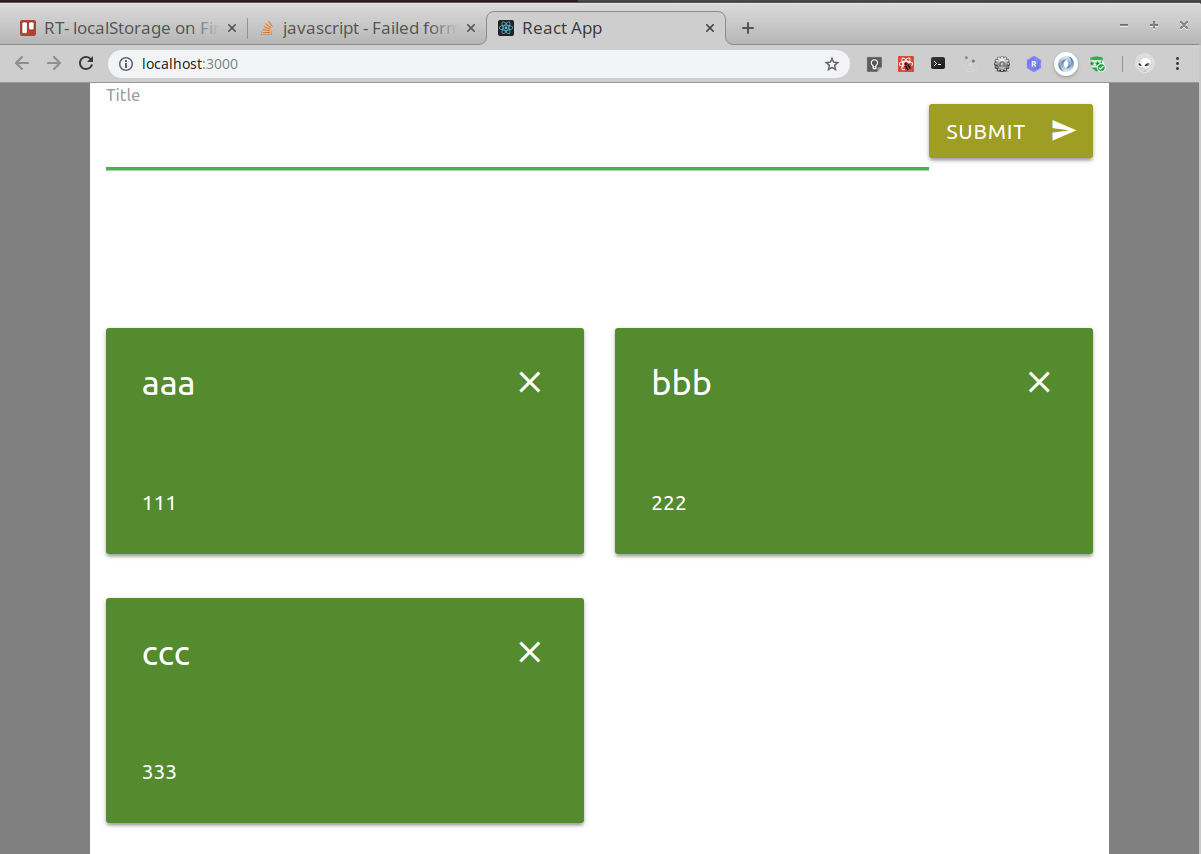 RT- localStorage on Fir
javascript - Failed form
React App
localhost:3000
Title
SUBMIT
aaa
bbb
111
222
ccc
333